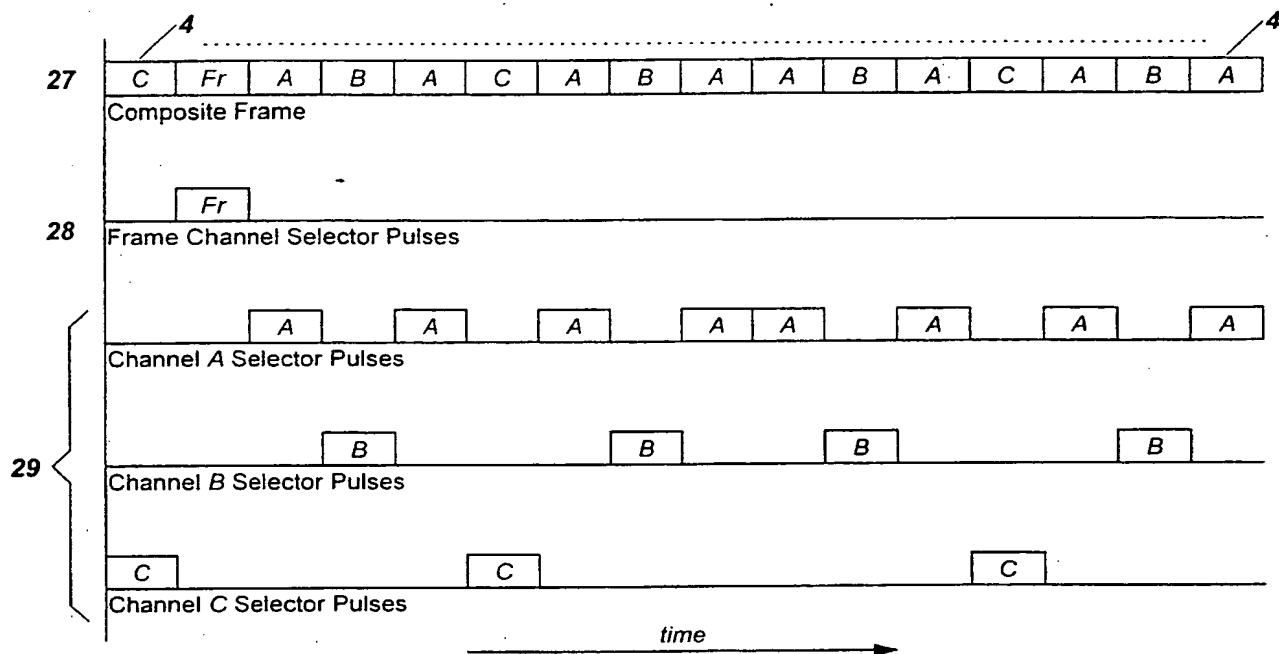 4 4
27 C Fr A B A C A B A A B A C A B A
Composite Frame
Fr
28
Frame Channel Selector Pulses
A A A A A A A A
Channel A Selector Pulses
B B B B
29
Channel B Selector Pulses
C C C
Channel C Selector Pulses
time